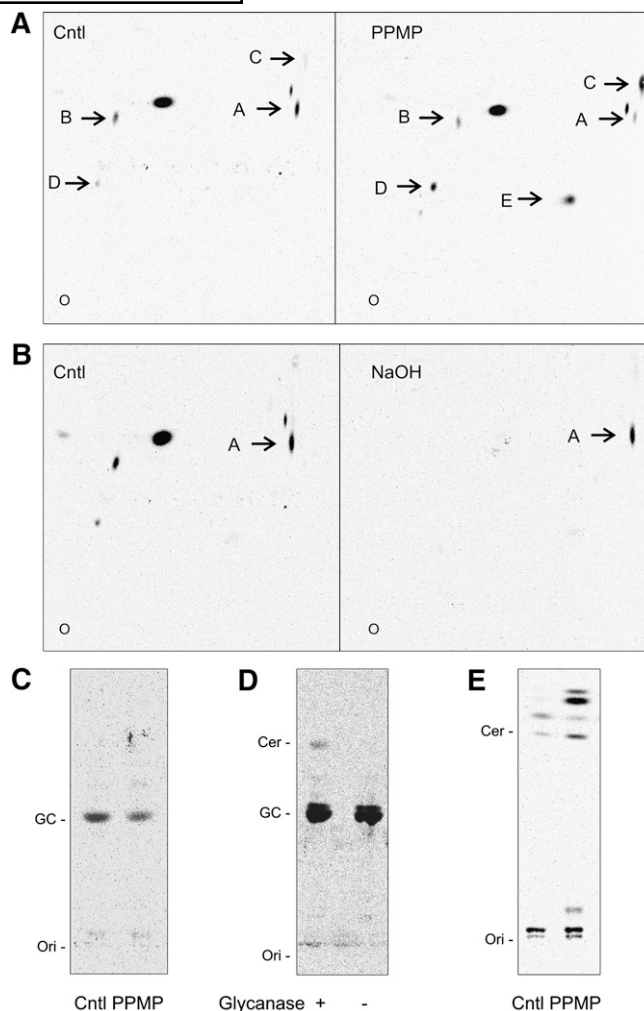 A Cntl PPMP
C → C →
B → A → B → A →
D → D → E →
O O
B Cntl NaOH
A → A →
O O
C D E
Cer - Cer -
GC - GC -
Ori - Ori - Ori -
Cntl PPMP Glycanase + - Cntl PPMP